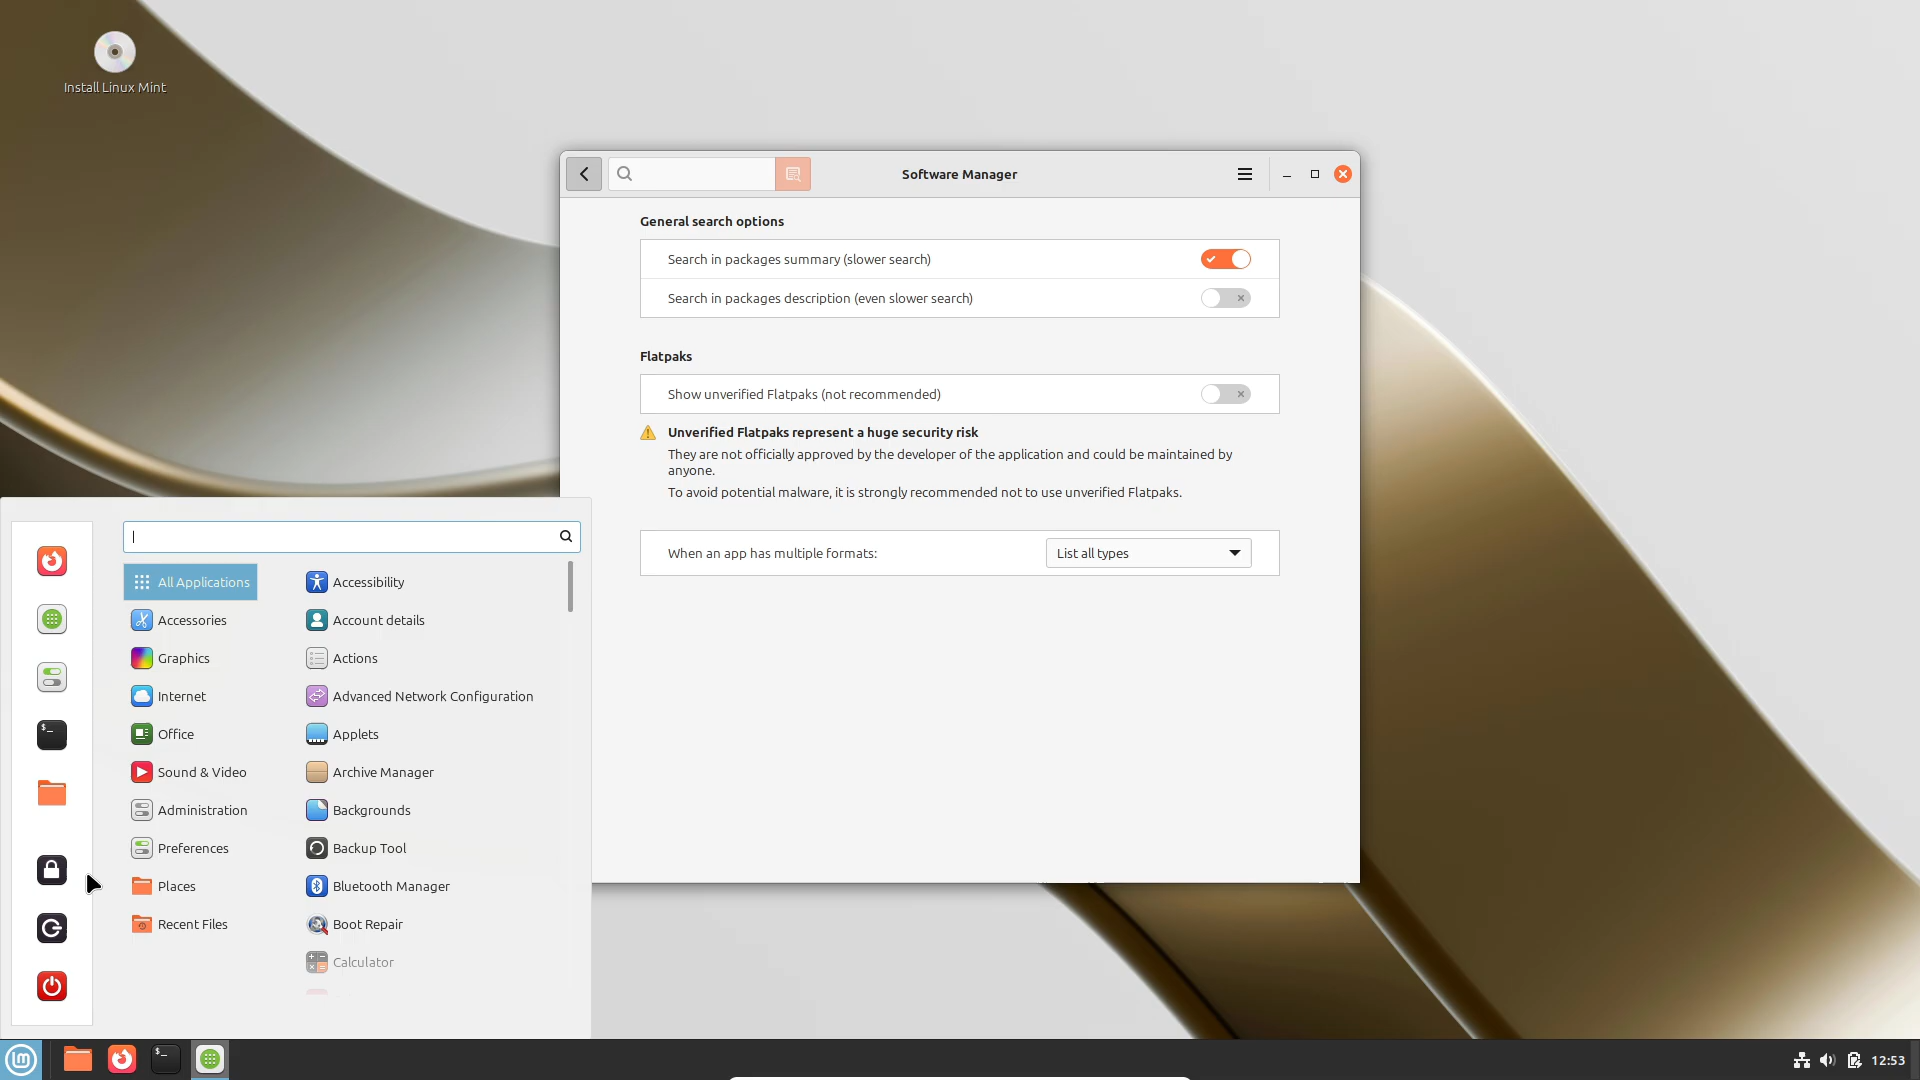 Install Linux Mint
Software Manager
General search options
Search in packages summary (slower search)
Search in packages description (even slower search)
Flatpaks
Show unverified Flatpaks (not recommended)
Unverified Flatpaks represent a huge security risk
They are not officially approved by the developer of the application and could be maintained by
anyone.
To avoid potential malware, it is strongly recommended not to use unverified Flatpaks.
When an app has multiple formats:
List all types
All Applications
Accessories
Graphics
Internet
Office
Sound & Video
Administration
Preferences
Places
Recent Files
Accessibility
Account details
Actions
Advanced Network Configuration
Applets
Archive Manager
Backgrounds
Backup Tool
Bluetooth Manager
Boot Repair
Calculator
12:53